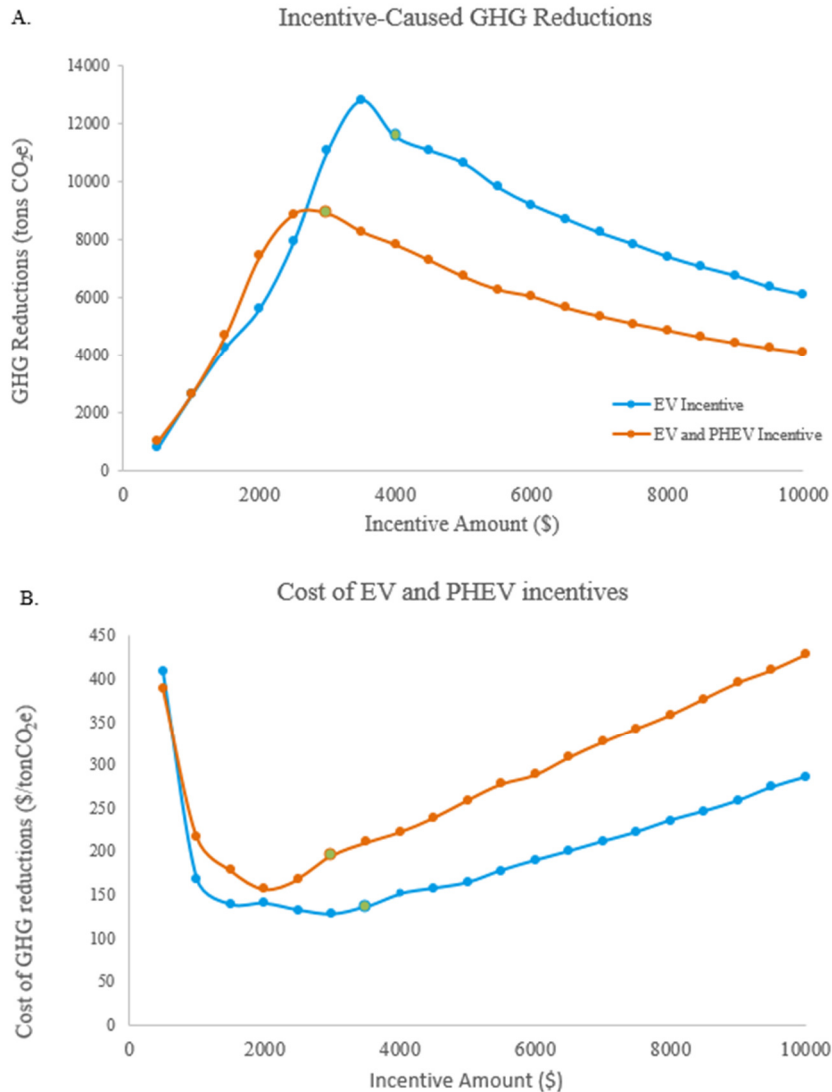 A.
Incentive-Caused GHG Reductions
GHG Reductions (tons CO₂e)
14000
12000
10000
8000
6000
4000
2000
0
EV Incentive
EV and PHEV Incentive
0 2000 4000 6000 8000 10000
Incentive Amount ($)
B.
Cost of EV and PHEV incentives
Cost of GHG reductions ($/tonCO₂e)
450
400
350
300
250
200
150
100
50
0
0 2000 4000 6000 8000 10000
Incentive Amount ($)